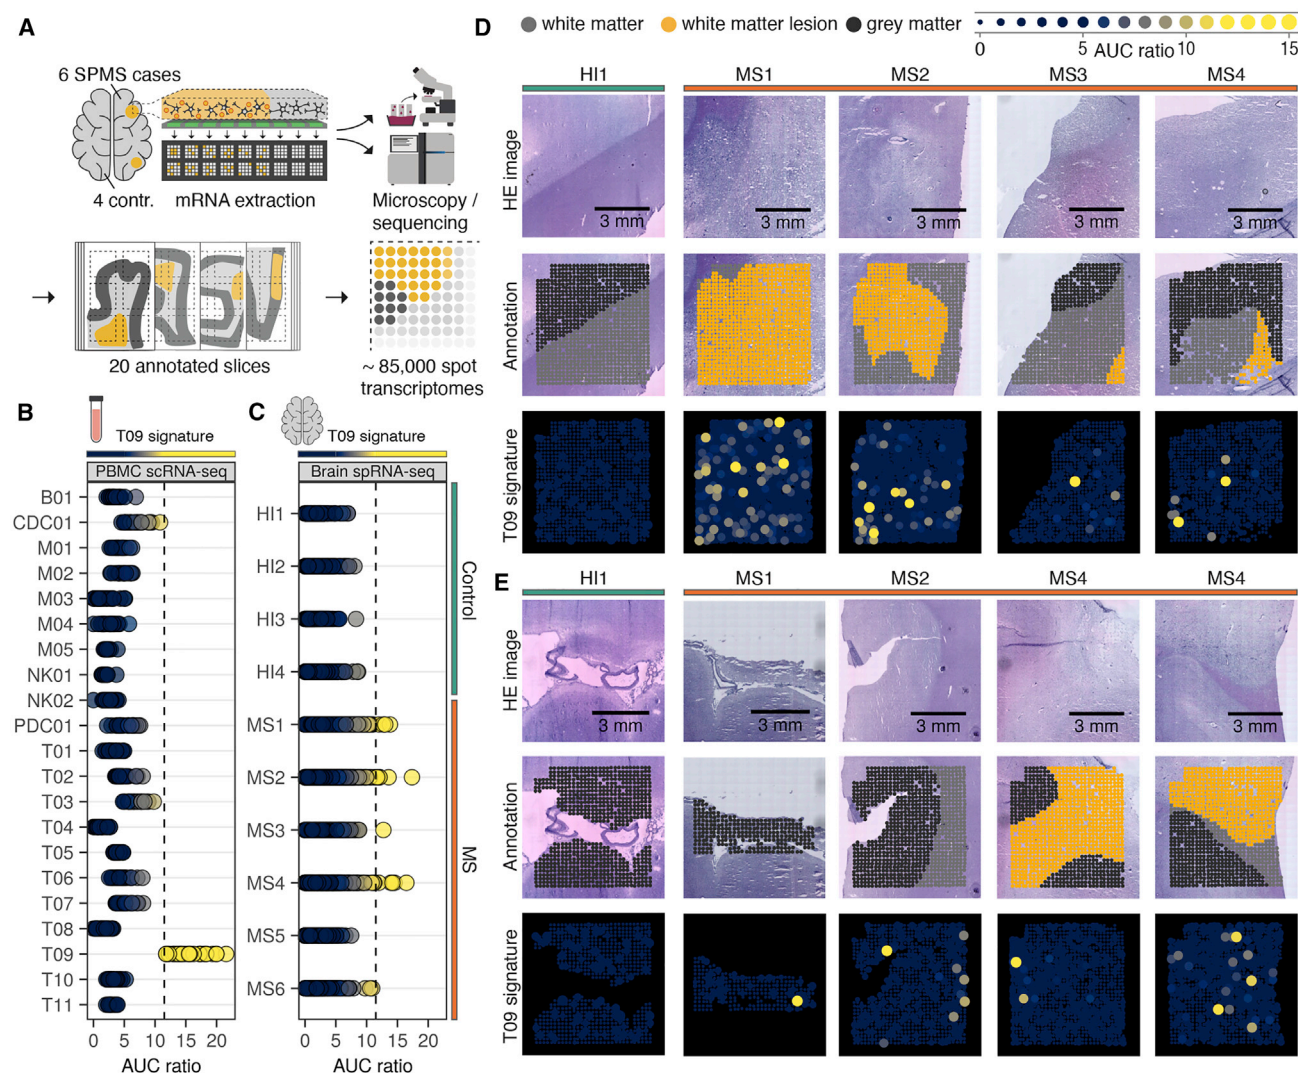 A
6 SPMS cases
4 contr.
mRNA extraction
Microscopy /
sequencing
20 annotated slices
~ 85,000 spot
transcriptomes
B
T09 signature
PBMC scRNA-seq
B01
CDC01
M01
M02
M03
M04
M05
NK01
NK02
PDC01
T01
T02
T03
T04
T05
T06
T07
T08
T09
T10
T11
0 5 10 15 20
AUC ratio
C
T09 signature
Brain spRNA-seq
HI1
HI2
HI3
HI4
MS1
MS2
MS3
MS4
MS5
MS6
Control
MS
0 5 10 15 20
AUC ratio
D
white matter
white matter lesion
grey matter
0 5 AUC ratio 10 15
HI1 MS1 MS2 MS3 MS4
HE image
3 mm 3 mm 3 mm 3 mm 3 mm
Annotation
T09 signature
E
HI1 MS1 MS2 MS4 MS4
HE image
3 mm 3 mm 3 mm 3 mm 3 mm
Annotation
T09 signature